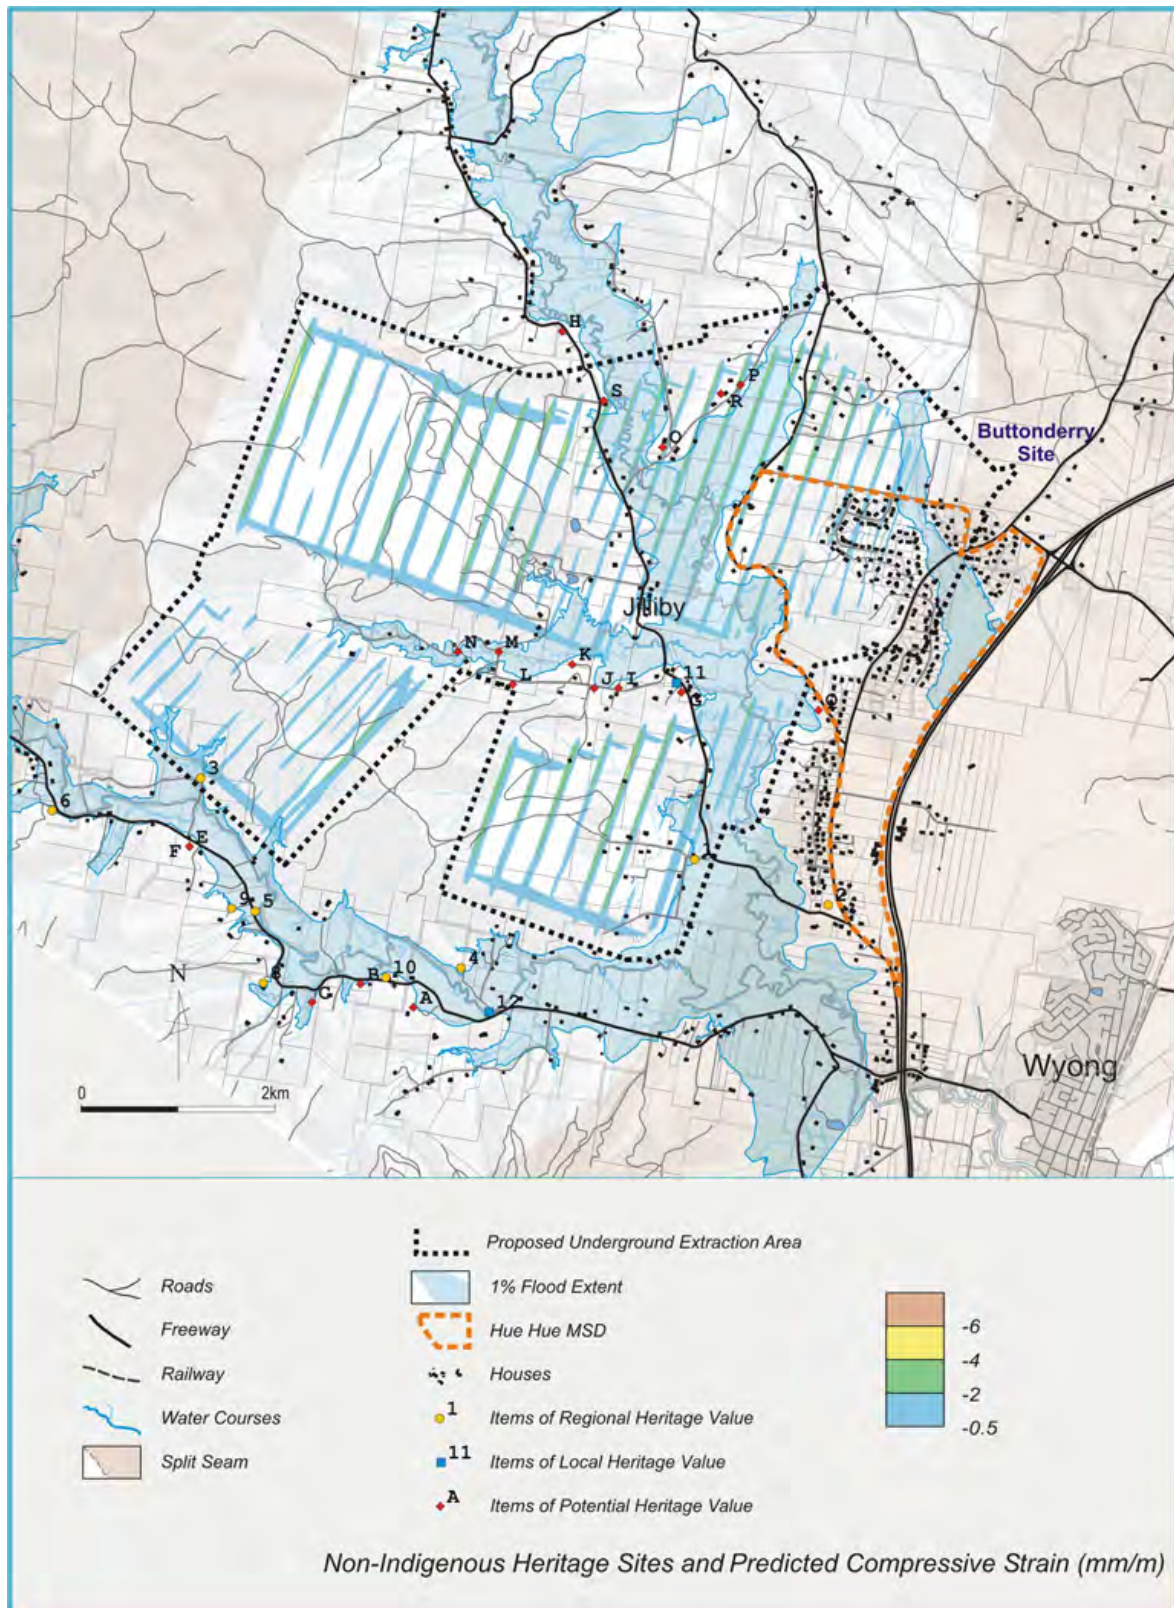 H
S
P
R
O
Buttonderry
Site
Jilliby
N
M
K
L
J
I
11
G
Q
3
6
E
F
9
5
2
8
B
10
4
C
A
12
N
0
2km
Wyong
Proposed Underground Extraction Area
Roads
1% Flood Extent
Freeway
Hue Hue MSD
-6
Railway
Houses
-4
-2
Water Courses
1
Items of Regional Heritage Value
-0.5
Split Seam
11
Items of Local Heritage Value
A
Items of Potential Heritage Value
Non-Indigenous Heritage Sites and Predicted Compressive Strain (mm/m)